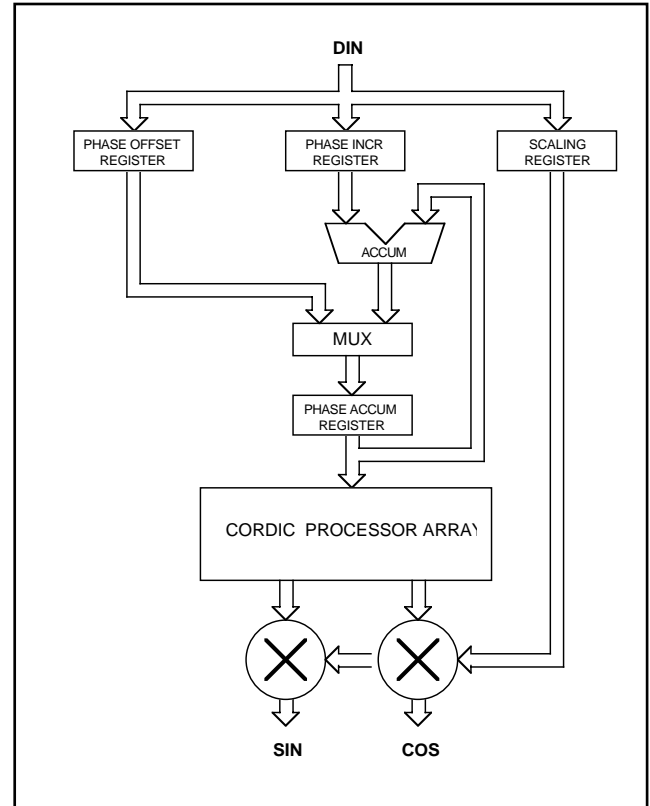 DIN
PHASE OFFSET
REGISTER
PHASE INCR
REGISTER
SCALING
REGISTER
ACCUM
MUX
PHASE ACCUM
REGISTER
CORDIC PROCESSOR ARRAY
SIN
COS